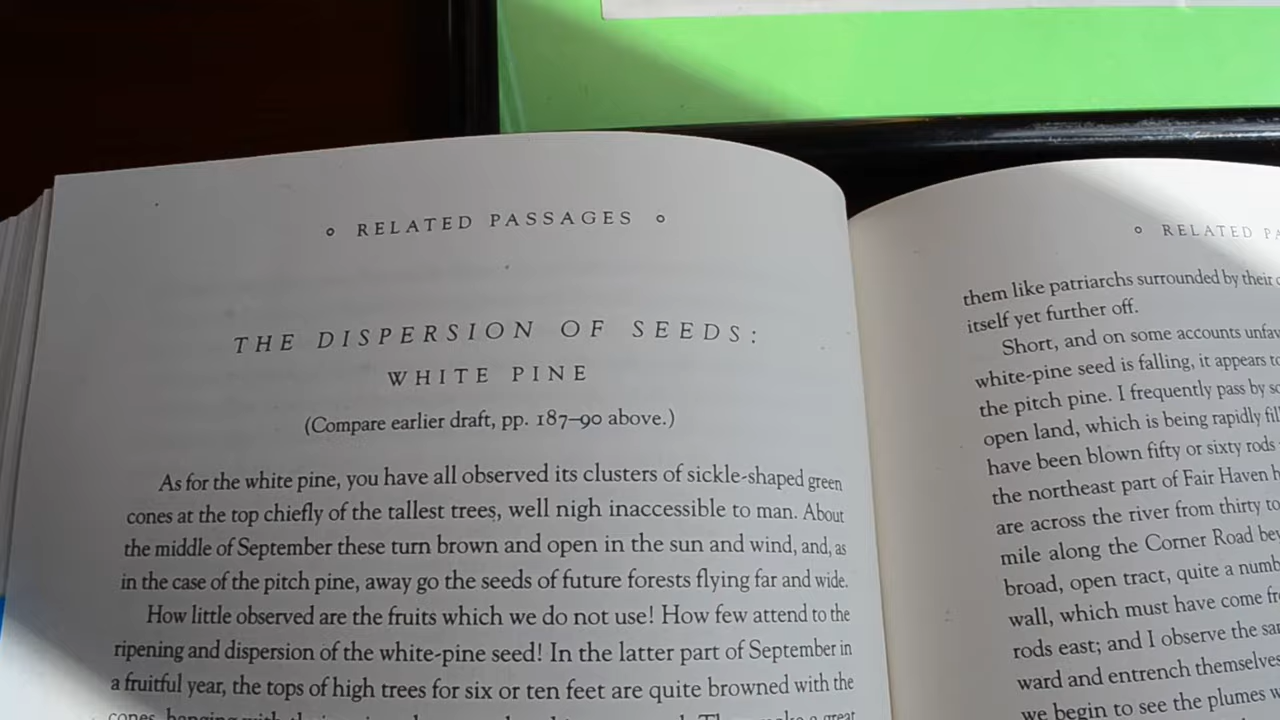 ° RELATED PASSAGES °
THE DISPERSION OF SEEDS:
WHITE PINE
(Compare earlier draft, pp. 187–90 above.)
As for the white pine, you have all observed its clusters of sickle-shaped green
cones at the top chiefly of the tallest trees, well nigh inaccessible to man. About
the middle of September these turn brown and open in the sun and wind, and, as
in the case of the pitch pine, away go the seeds of future forests flying far and wide.
How little observed are the fruits which we do not use! How few attend to the
ripening and dispersion of the white-pine seed! In the latter part of September in
a fruitful year, the tops of high trees for six or ten feet are quite browned with the
cones, hanging with
° RELATED
them like patriarchs surrounded by their
itself yet further off.
Short, and on some accounts
white-pine seed is falling, it appears
the pitch pine. I frequently pass by
open land, which is being rapidly
have been blown fifty or sixty rods
the northeast part of Fair Haven
are across the river from thirty to
mile along the Corner Road
broad, open tract, quite a
wall, which must have come
rods east; and I observe the
ward and entrench themselves
we begin to see the plumes